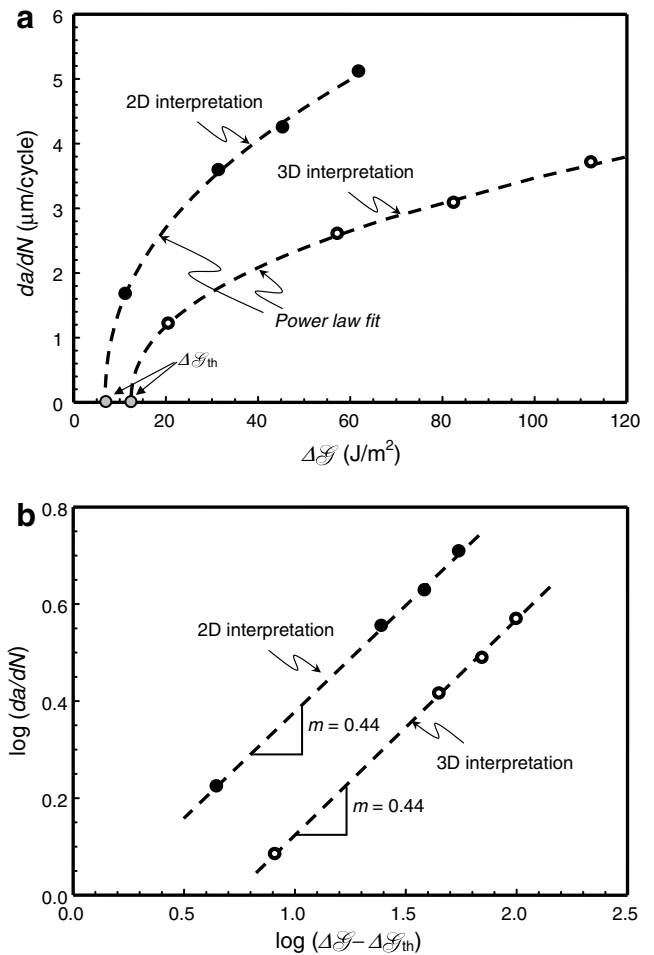 a
6
5
4
3
2
1
0
da/dN (μm/cycle)
2D interpretation
3D interpretation
Power law fit
Δ𝒢th
0 20 40 60 80 100 120
Δ𝒢 (J/m²)
b
0.8
0.6
0.4
0.2
0.0
log (da/dN)
2D interpretation
m = 0.44
3D interpretation
m = 0.44
0.0 0.5 1.0 1.5 2.0 2.5
log (Δ𝒢–Δ𝒢th)